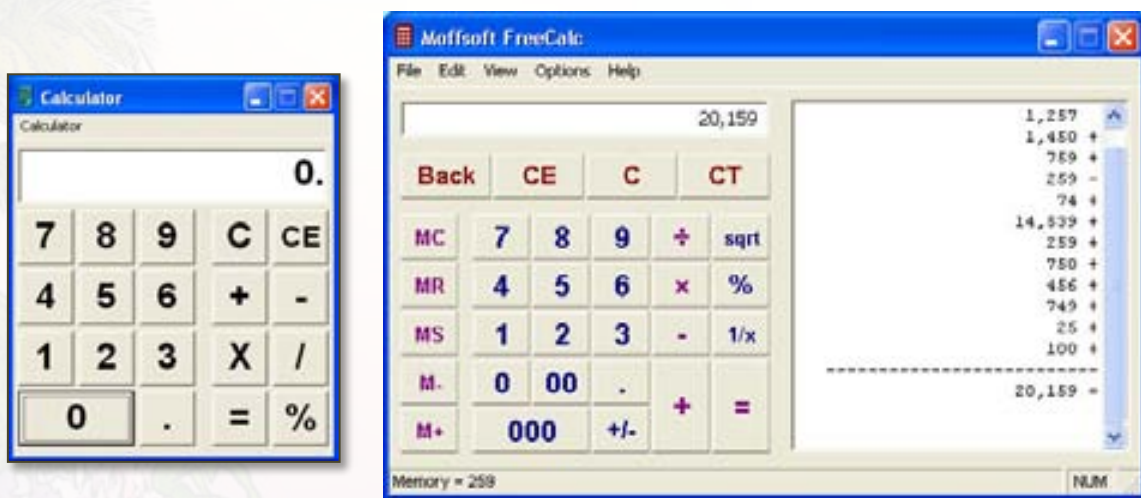 Calculator
Calculator
0.
7 8 9 C CE
4 5 6 + -
1 2 3 X /
0 . = %
Moffsoft FreeCalc
File Edit View Options Help
20,159
Back CE C CT
MC 7 8 9 ÷ sqrt
MR 4 5 6 × %
MS 1 2 3 - 1/x
M- 0 00 . + =
M+ 000 +/-
1,257
1,450 +
759 +
259 -
74 +
14,539 +
259 +
750 +
456 +
749 +
25 +
100 +
---------------------------
20,159 =
Memory = 259
NUM